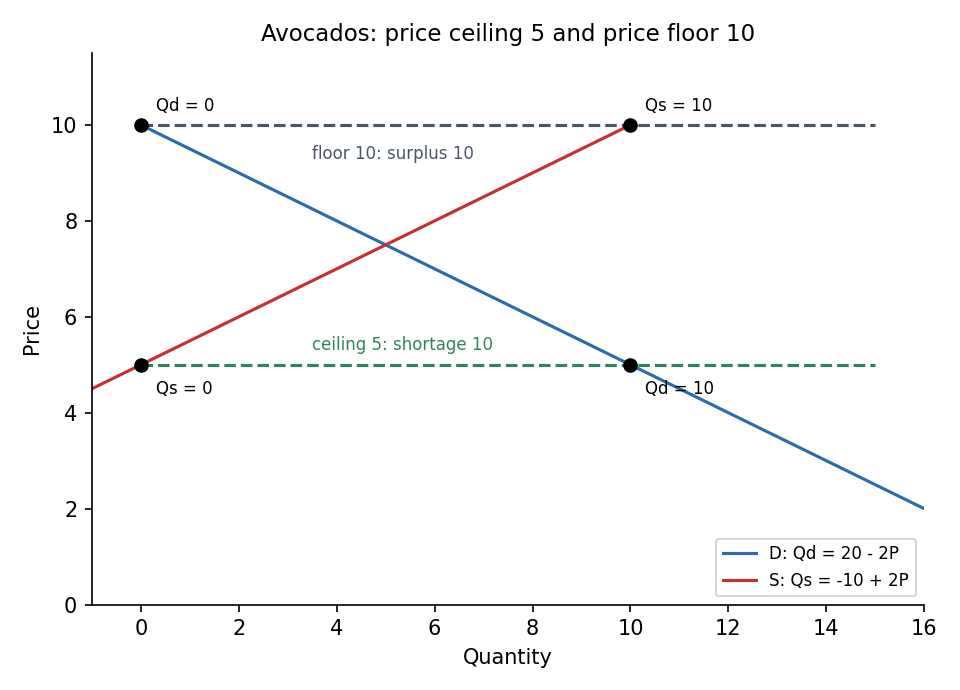 Avocados: price ceiling 5 and price floor 10
Qd = 0
Qs = 10
floor 10: surplus 10
ceiling 5: shortage 10
Qs = 0
Qd = 10
Price
10
8
6
4
2
0
D: Qd = 20 - 2P
S: Qs = -10 + 2P
0 2 4 6 8 10 12 14 16
Quantity